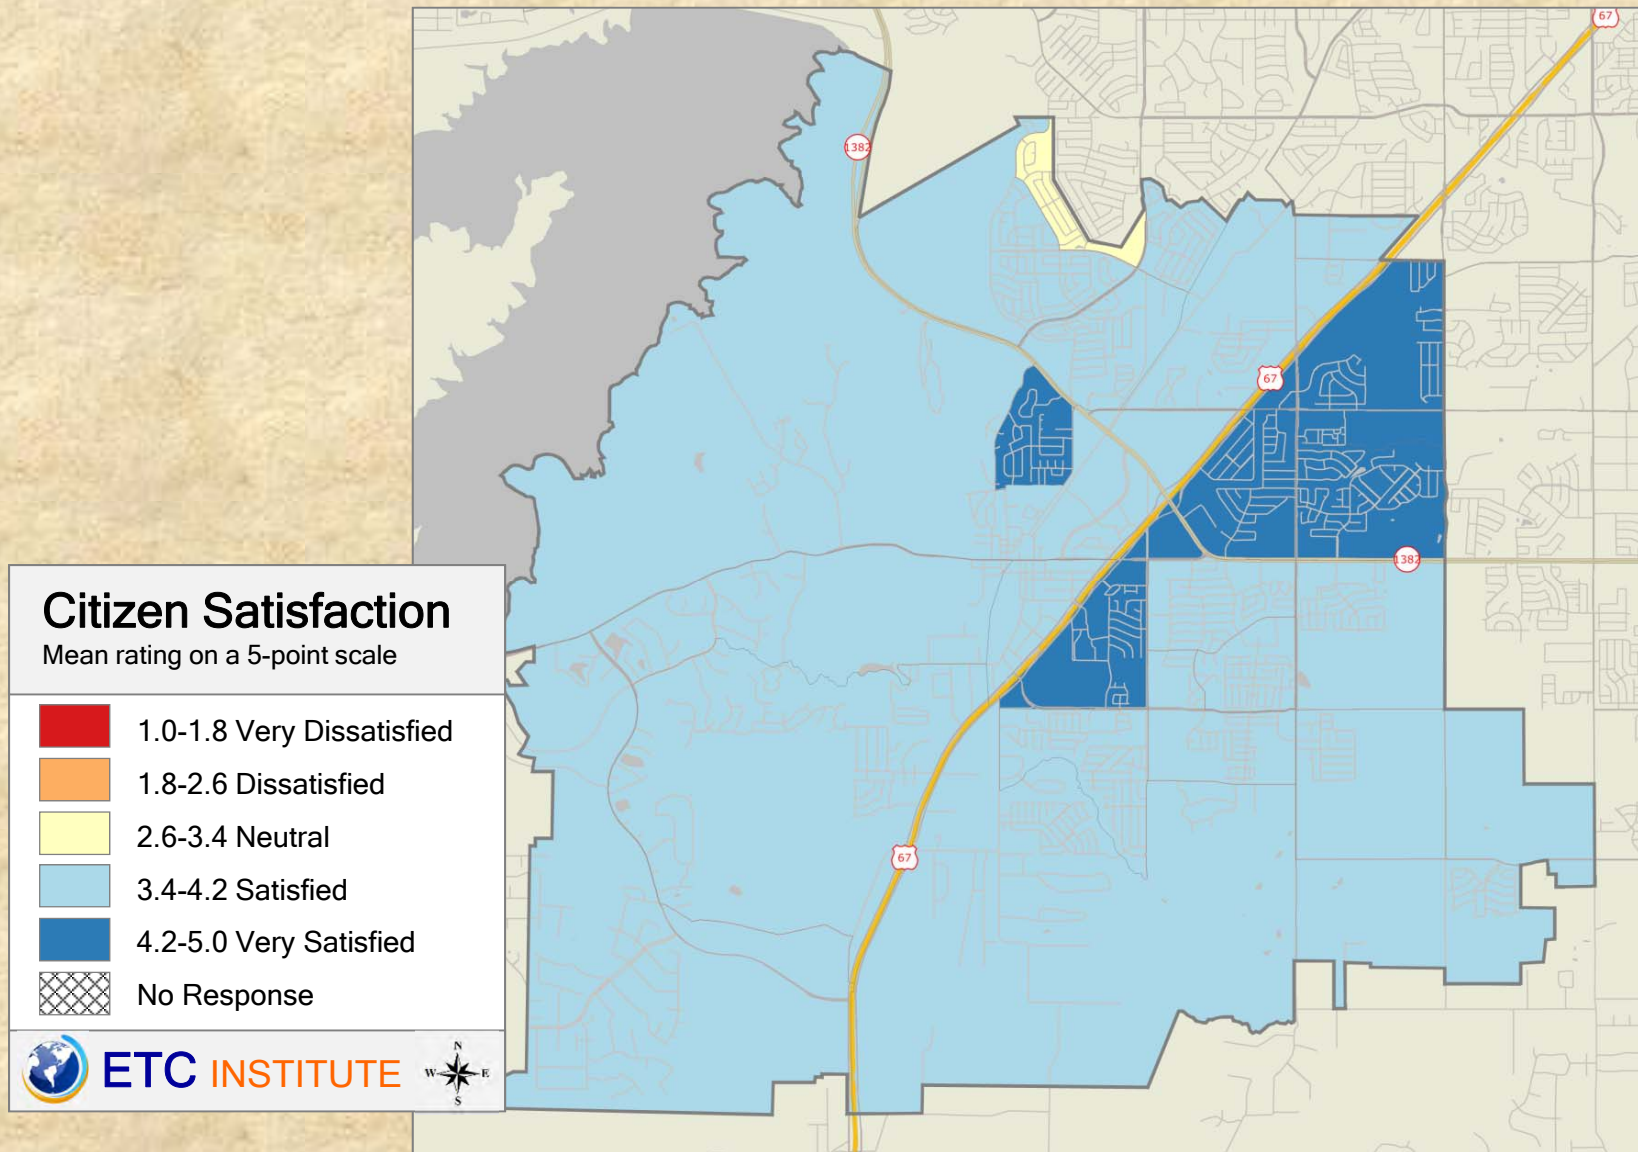 67
1382
67
1382
67
Citizen Satisfaction
Mean rating on a 5-point scale
1.0-1.8 Very Dissatisfied
1.8-2.6 Dissatisfied
2.6-3.4 Neutral
3.4-4.2 Satisfied
4.2-5.0 Very Satisfied
No Response
ETC INSTITUTE
N
W E
S